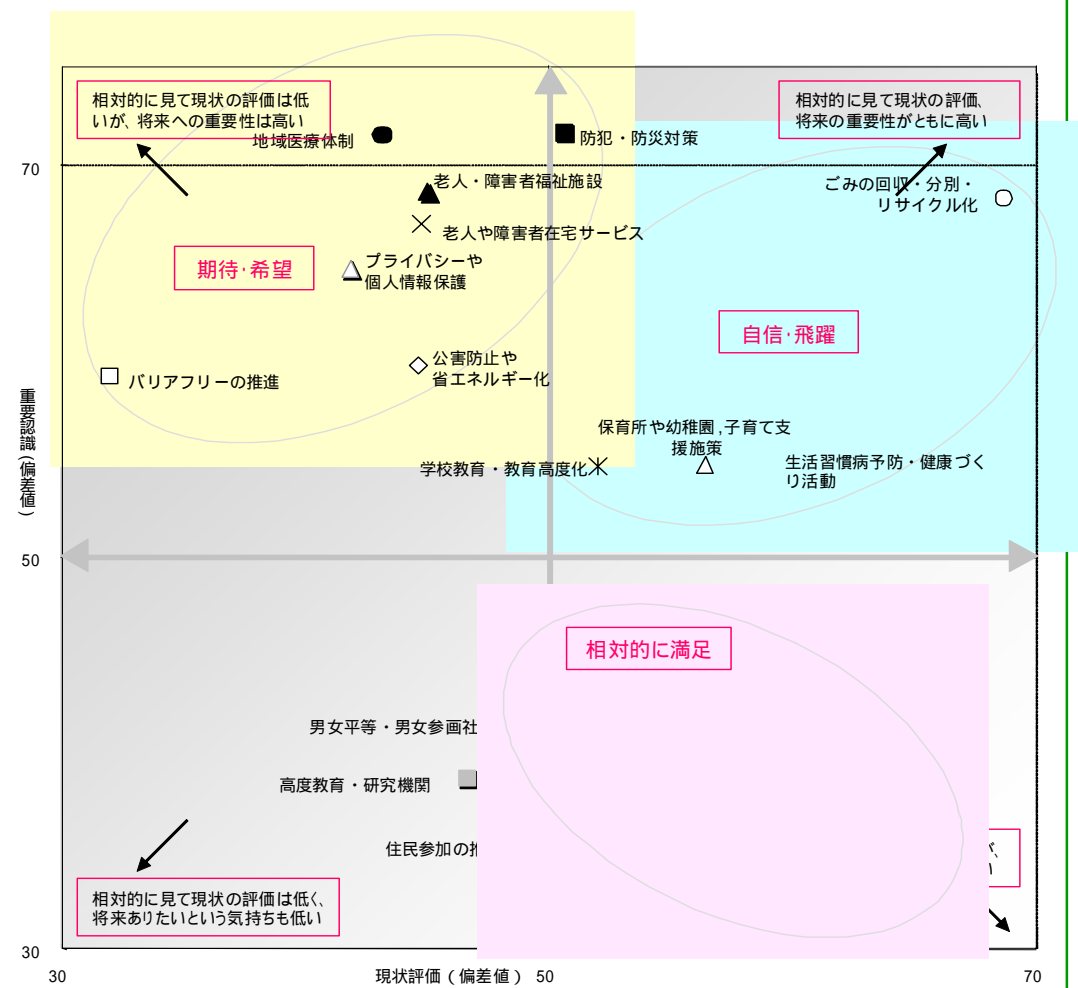 相対的に見て現状の評価は低
いが、将来への重要性は高い
相対的に見て現状の評価、
将来の重要性がともに高い
地域医療体制
防犯・防災対策
70
老人・障害者福祉施設
ごみの回収・分別・
リサイクル化
老人や障害者在宅サービス
期待・希望
プライバシーや
個人情報保護
自信・飛躍
公害防止や
省エネルギー化
バリアフリーの推進
重要認識(偏差値)
保育所や幼稚園,子育て支
援施策
学校教育・教育高度化
生活習慣病予防・健康づく
り活動
50
相対的に満足
男女平等・男女参画社
高度教育・研究機関
住民参加の
相対的に見て現状の評価は低く、
将来ありたいという気持ちも低い
30
30
現状評価(偏差値)
50
70